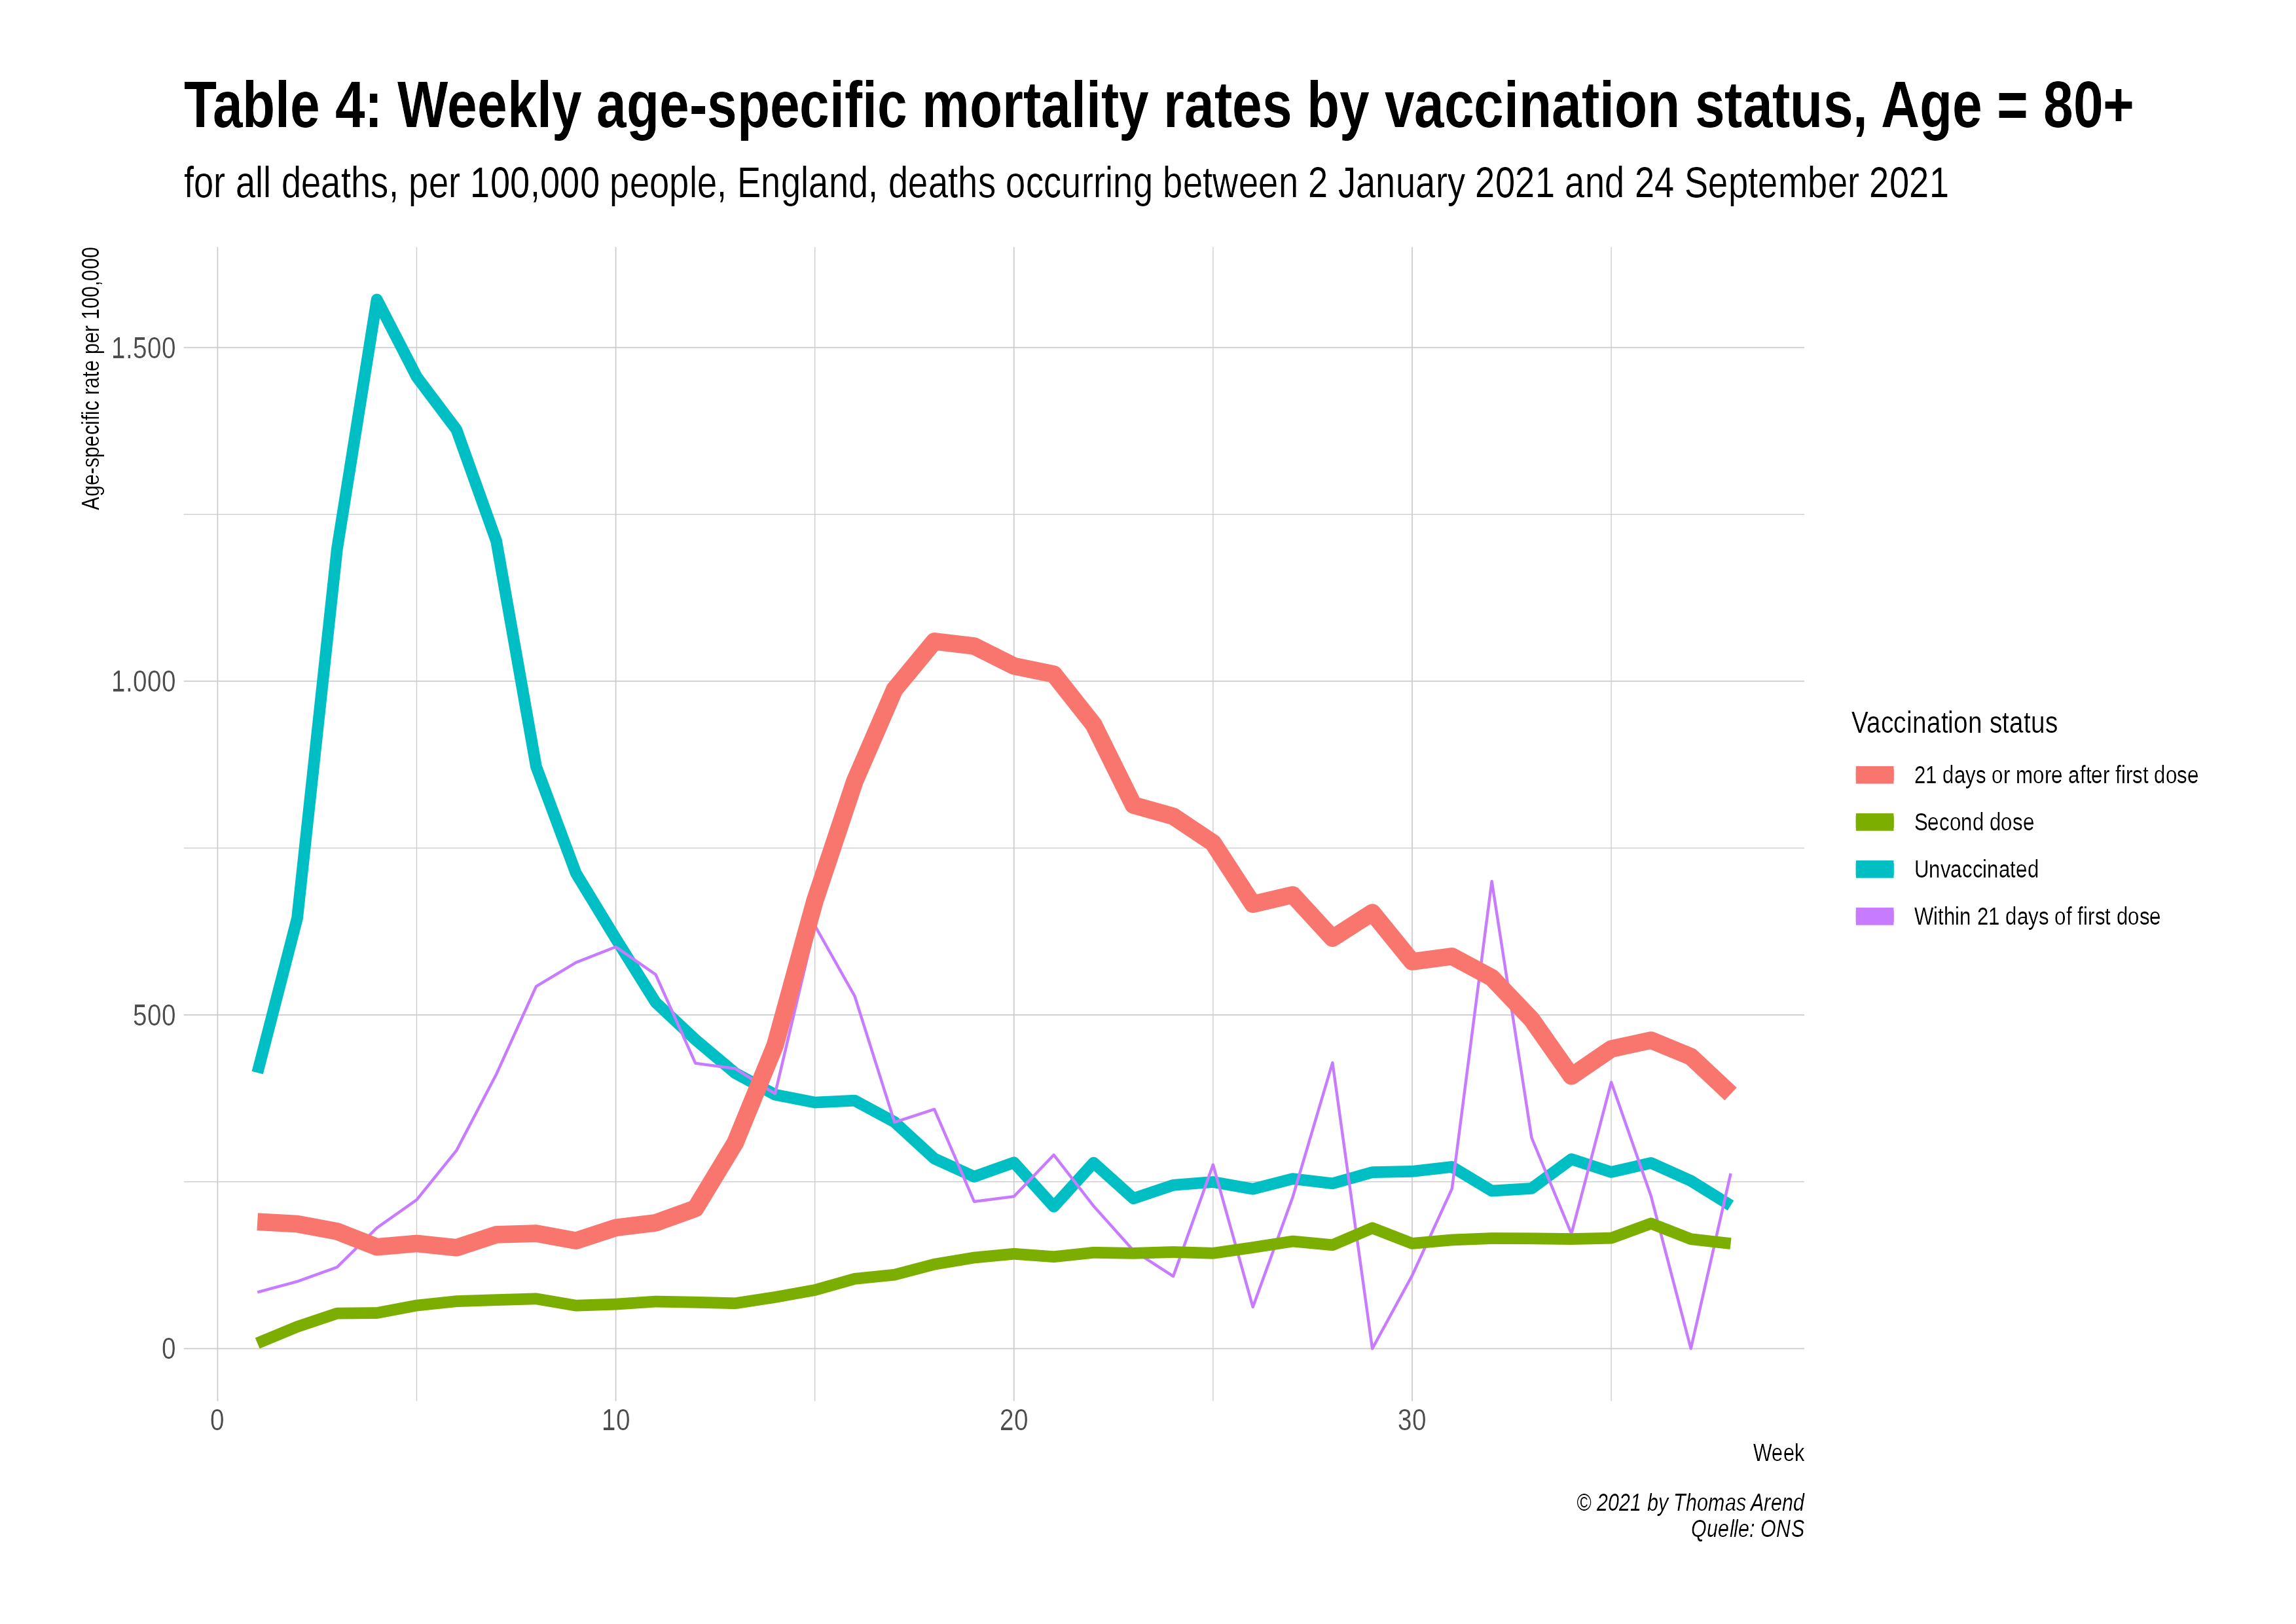 Table 4: Weekly age-specific mortality rates by vaccination status, Age = 80+
for all deaths, per 100,000 people, England, deaths occurring between 2 January 2021 and 24 September 2021
Age-specific rate per 100,000
1.500
1.000
500
0
0 10 20 30
Week
Vaccination status
21 days or more after first dose
Second dose
Unvaccinated
Within 21 days of first dose
© 2021 by Thomas Arend
Quelle: ONS